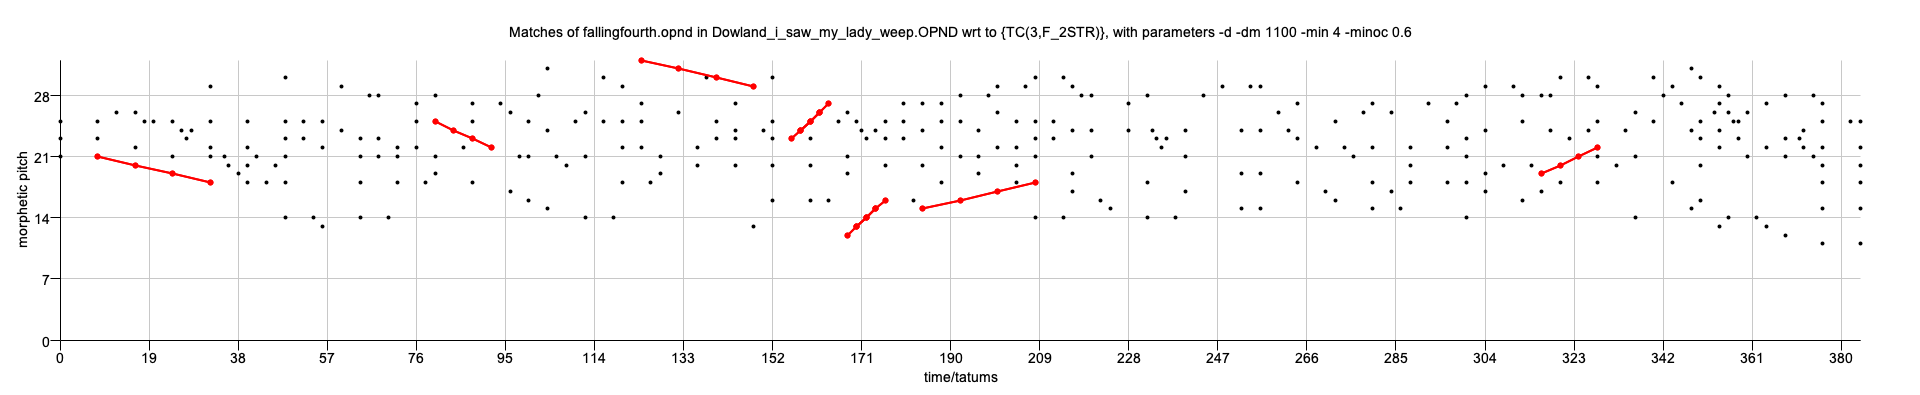 Matches of fallingfourth.opnd in Dowland_i_saw_my_lady_weep.OPND wrt to {TC(3,F_2STR)}, with parameters -d -dm 1100 -min 4 -minoc 0.6
morphetic pitch
28
21
14
7
0
0 19 38 57 76 95 114 133 152 171 190 209 228 247 266 285 304 323 342 361 380
time/tatums